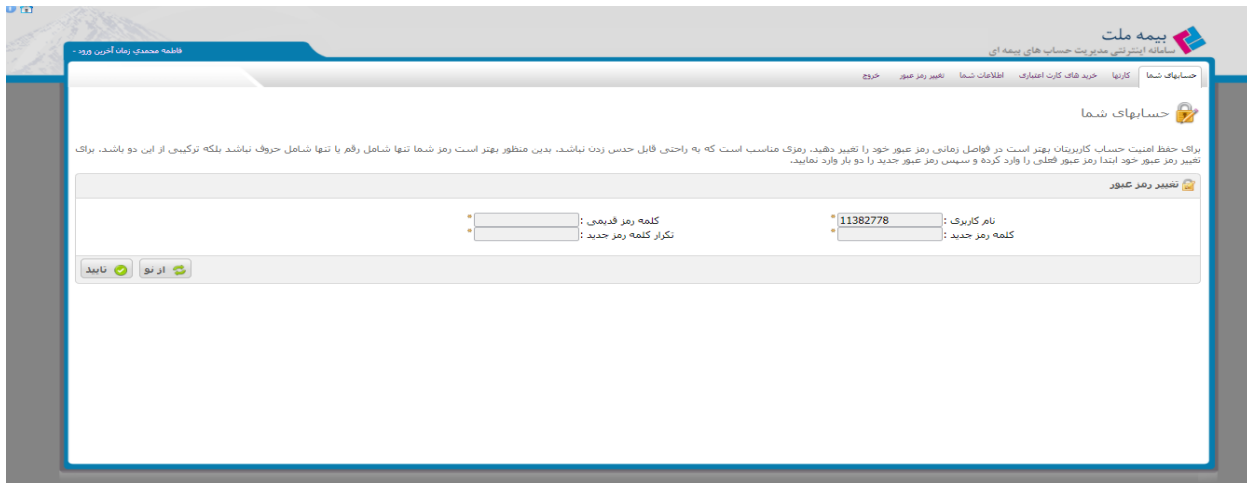 بیمه ملت
سامانه اینترنتی مدیریت حساب های بیمه ای
فاطمه محمدي زمان آخرین ورود -
حسابهای شما کارتها خرید های کارت اعتباری اطلاعات شما تغییر رمز عبور خروج
حسابهای شما
برای حفظ امنیت حساب کاربریتان بهتر است در فواصل زمانی رمز عبور خود را تغییر دهید. رمزی مناسب است که به راحتی قابل حدس زدن نباشد. بدین منظور بهتر است رمز شما تنها شامل رقم یا تنها شامل حروف نباشد بلکه ترکیبی از این دو باشد. برای
تغییر رمز عبور خود ابتدا رمز عبور فعلی را وارد کرده و سپس رمز عبور جدید را دو بار وارد نمایید.
تغییر رمز عبور
نام کاربری : 11382778 * کلمه رمز قدیمی : *
کلمه رمز جدید : * تکرار کلمه رمز جدید : *
از نو تایید